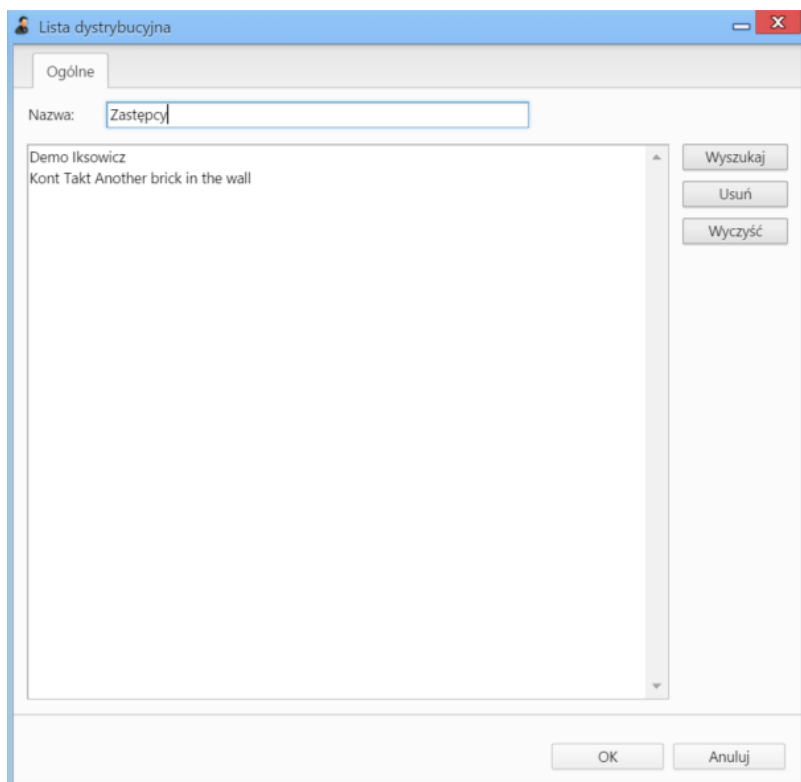 Lista dystrybucyjna
Ogólne
Nazwa: Zastępcy
Demo Iksowicz
Kont Takt Another brick in the wall
Wyszukaj
Usuń
Wyczyść
OK Anuluj